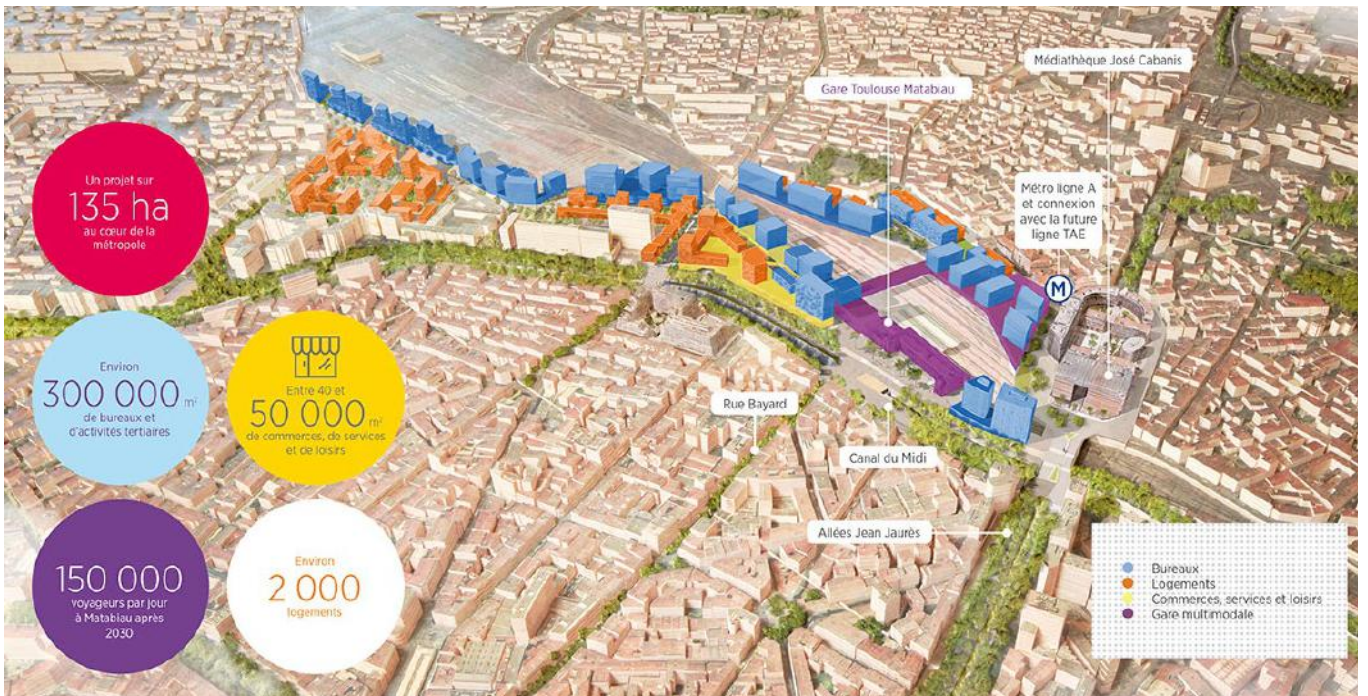 Un projet sur
135 ha
au cœur de la
métropole
Environ
300 000 m²
de bureaux et
d'activités tertiaires
Entre 40 et
50 000 m²
de commerces, de services
et de loisirs
150 000
voyageurs par jour
à Matabiau après
2030
Environ
2 000
logements
Gare Toulouse Matabiau
Médiathèque José Cabanis
Métro ligne A
et connexion
avec la future
ligne TAE
M
Rue Bayard
Canal du Midi
Allées Jean Jaurès
Bureaux
Logements
Commerces, services et loisirs
Gare multimodale